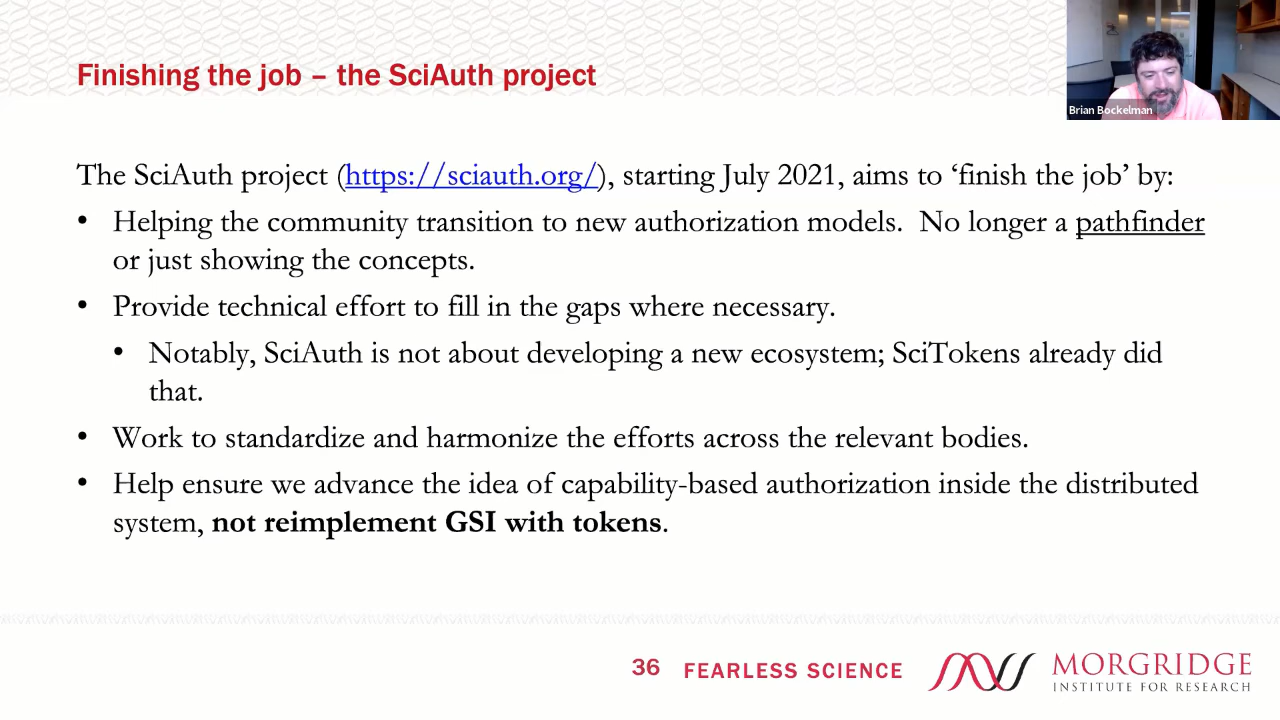 Finishing the job – the SciAuth project
Brian Bockelman
The SciAuth project (https://sciauth.org/), starting July 2021, aims to ‘finish the job’ by:
• Helping the community transition to new authorization models.  No longer a pathfinder
or just showing the concepts.
• Provide technical effort to fill in the gaps where necessary.
• Notably, SciAuth is not about developing a new ecosystem; SciTokens already did
that.
• Work to standardize and harmonize the efforts across the relevant bodies.
• Help ensure we advance the idea of capability-based authorization inside the distributed
system, not reimplement GSI with tokens.
36 FEARLESS SCIENCE
MORGRIDGE
INSTITUTE FOR RESEARCH